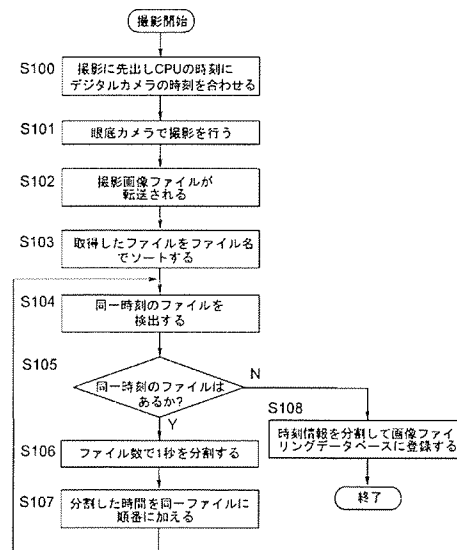 撮影開始
S100
撮影に先出しCPUの時刻に
デジタルカメラの時刻を合わせる
S101
眼底カメラで撮影を行う
S102
撮影画像ファイルが
転送される
S103
取得したファイルをファイル名
でソートする
S104
同一時刻のファイルを
検出する
S105
同一時刻のファイルは
あるか?
N
Y
S106
ファイル数で1秒を分割する
S107
分割した時間を同一ファイルに
順番に加える
S108
時刻情報を分割して画像ファイ
リングデータベースに登録する
終了